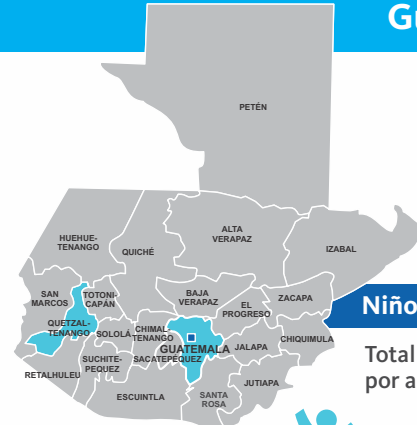 Gu
PETÉN
HUEHUE-
TENANGO
QUICHÉ
ALTA
VERAPAZ
IZABAL
SAN
MARCOS
TOTONI-
CAPÁN
BAJA
VERAPAZ
EL
PROGRESO
ZACAPA
QUETZAL-
TENANGO
SOLOLÁ
CHIMAL-
TENANGO
GUATEMALA
JALAPA
CHIQUIMULA
SUCHITE-
PEQUEZ
SACATEPÉQUEZ
RETALHULEU
ESCUINTLA
SANTA
ROSA
JUTIAPA
Niño
Total
por a